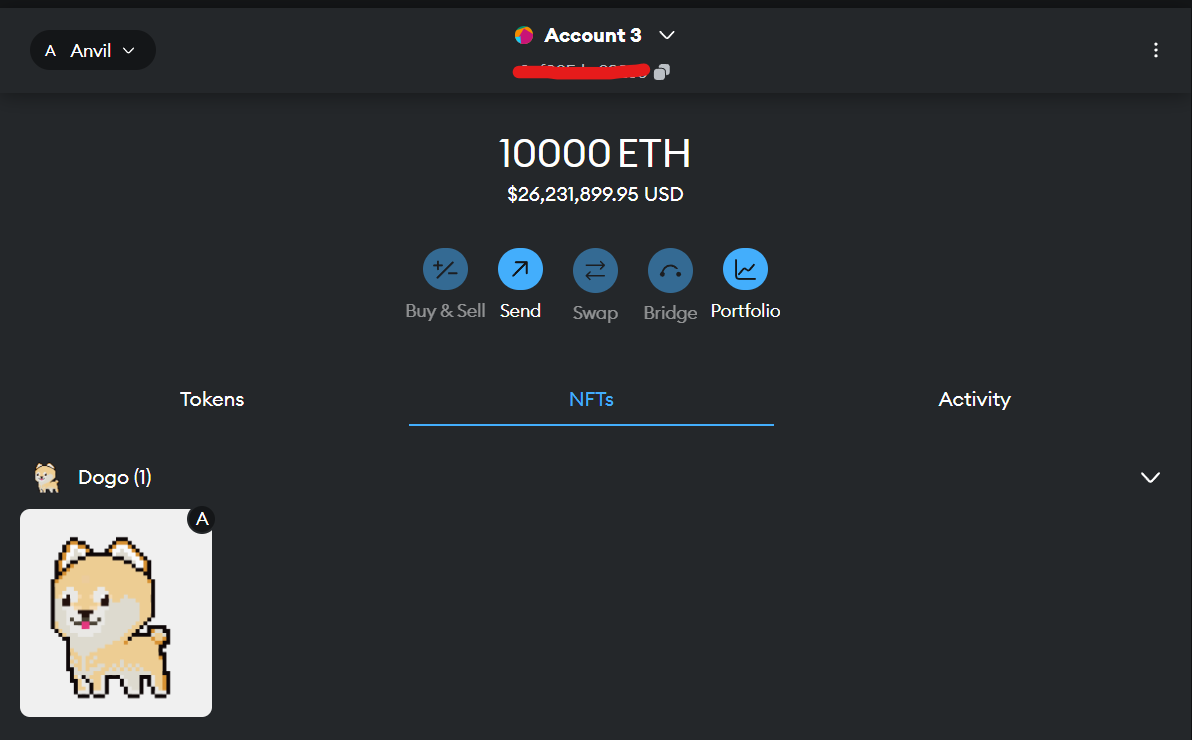 A Anvil
Account 3
10000 ETH
$26,231,899.95 USD
Buy & Sell Send Swap Bridge Portfolio
Tokens NFTs Activity
Dogo (1)
A